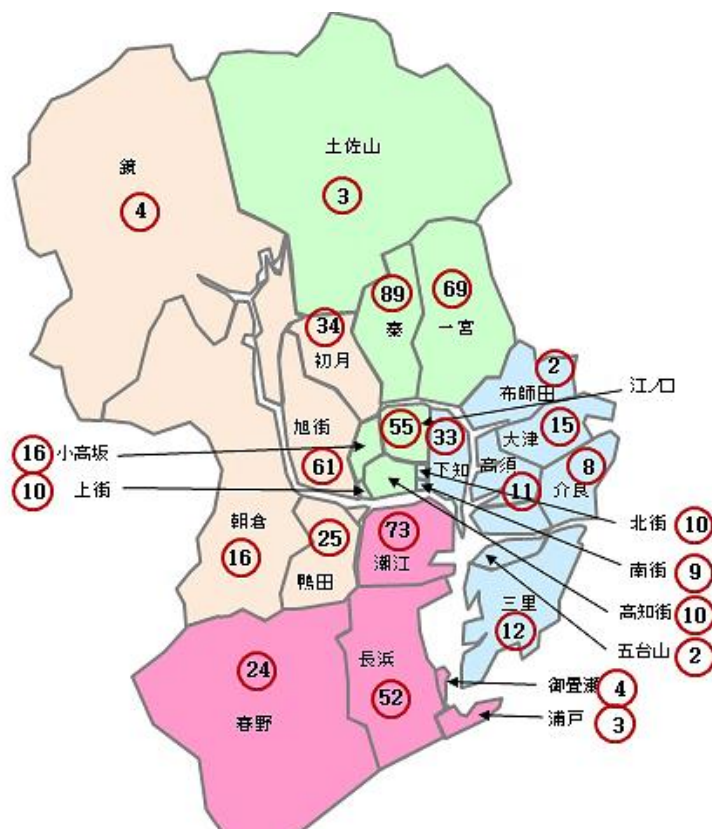 土佐山
3
鏡
4
89
秦
69
一宮
34
初月
2
布師田
江ノ口
55
旭街
61
33
下知
15
大津
高須
8
介良
11
16 小高坂
10 上街
朝倉
16
25
鴨田
73
潮江
北街 10
南街 9
高知街 10
五台山 2
三里
12
24
春野
長浜
52
御畳瀬 4
浦戸 3